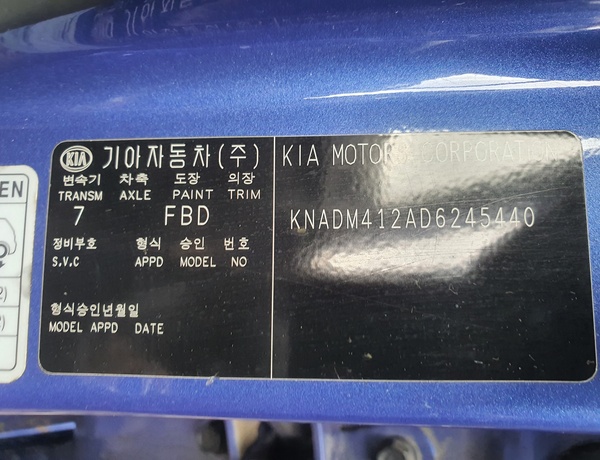 EN
KIA 기아자동차(주)
변속기 차축 도장 의장
TRANSM AXLE PAINT TRIM
7 FBD
정비부호 형식 승인 번호
S.V.C APPD MODEL NO
형식승인년월일
MODEL APPD DATE
KIA MOTORS CORPORATION
KNADM412AD6245440
2)